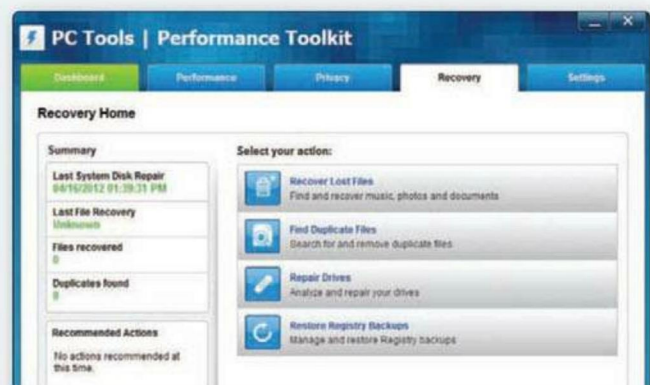 PC Tools | Performance Toolkit
Dashboard
Performance
Privacy
Recovery
Settings
Recovery Home
Summary
Last System Disk Repair
04/16/2012 01:39:31 PM
Last File Recovery
Unknown
Files recovered
0
Duplicates found
0
Recommended Actions
No actions recommended at
this time.
Select your action:
Recover Lost Files
Find and recover music, photos and documents
Find Duplicate Files
Search for and remove duplicate files
Repair Drives
Analyze and repair your drives
Restore Registry Backups
Manage and restore Registry backups